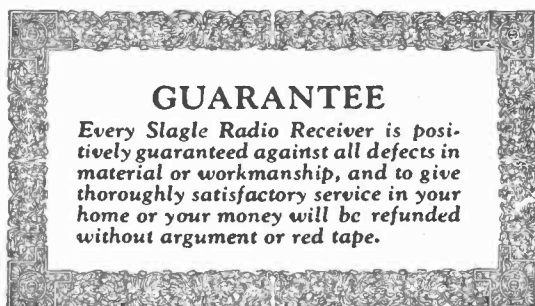 GUARANTEE
Every Slagle Radio Receiver is posi-
tively guaranteed against all defects in
material or workmanship, and to give
thoroughly satisfactory service in your
home or your money will be refunded
without argument or red tape.